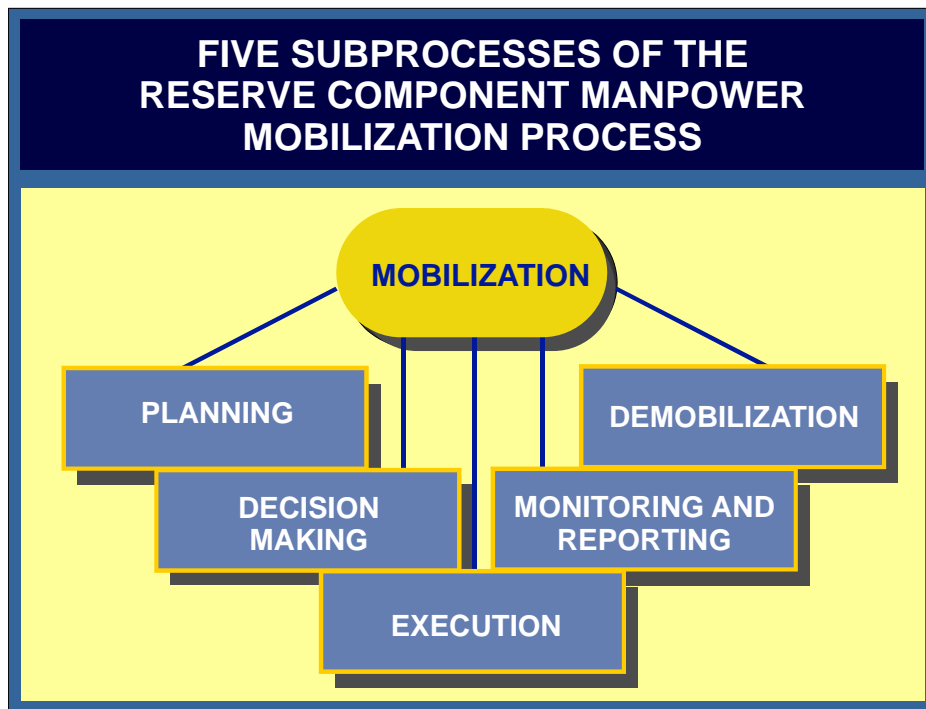 FIVE SUBPROCESSES OF THE
RESERVE COMPONENT MANPOWER
MOBILIZATION PROCESS
MOBILIZATION
PLANNING
DECISION
MAKING
EXECUTION
MONITORING AND
REPORTING
DEMOBILIZATION